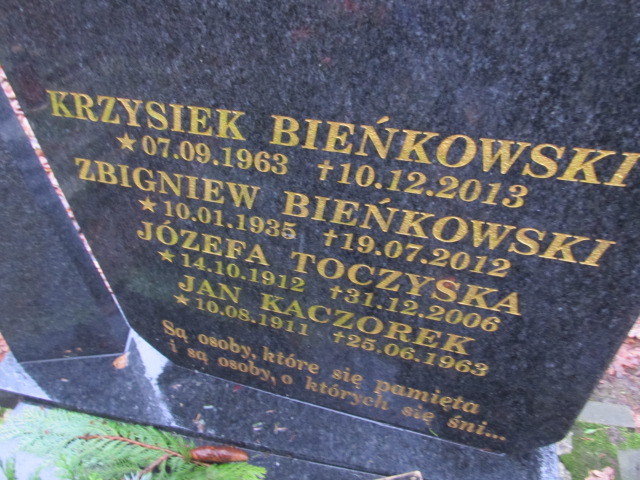 KRZYSIEK BIEŃKOWSKI
★07.09.1963 †10.12.2013
ZBIGNIEW BIEŃKOWSKI
★10.01.1935 †19.07.2012
JÓZEFA TOCZYSKA
★14.10.1912 †31.12.2006
JAN KACZOREK
★10.08.1911 †25.06.1963
Są osoby, które się pamięta
i są osoby, o których się śni...